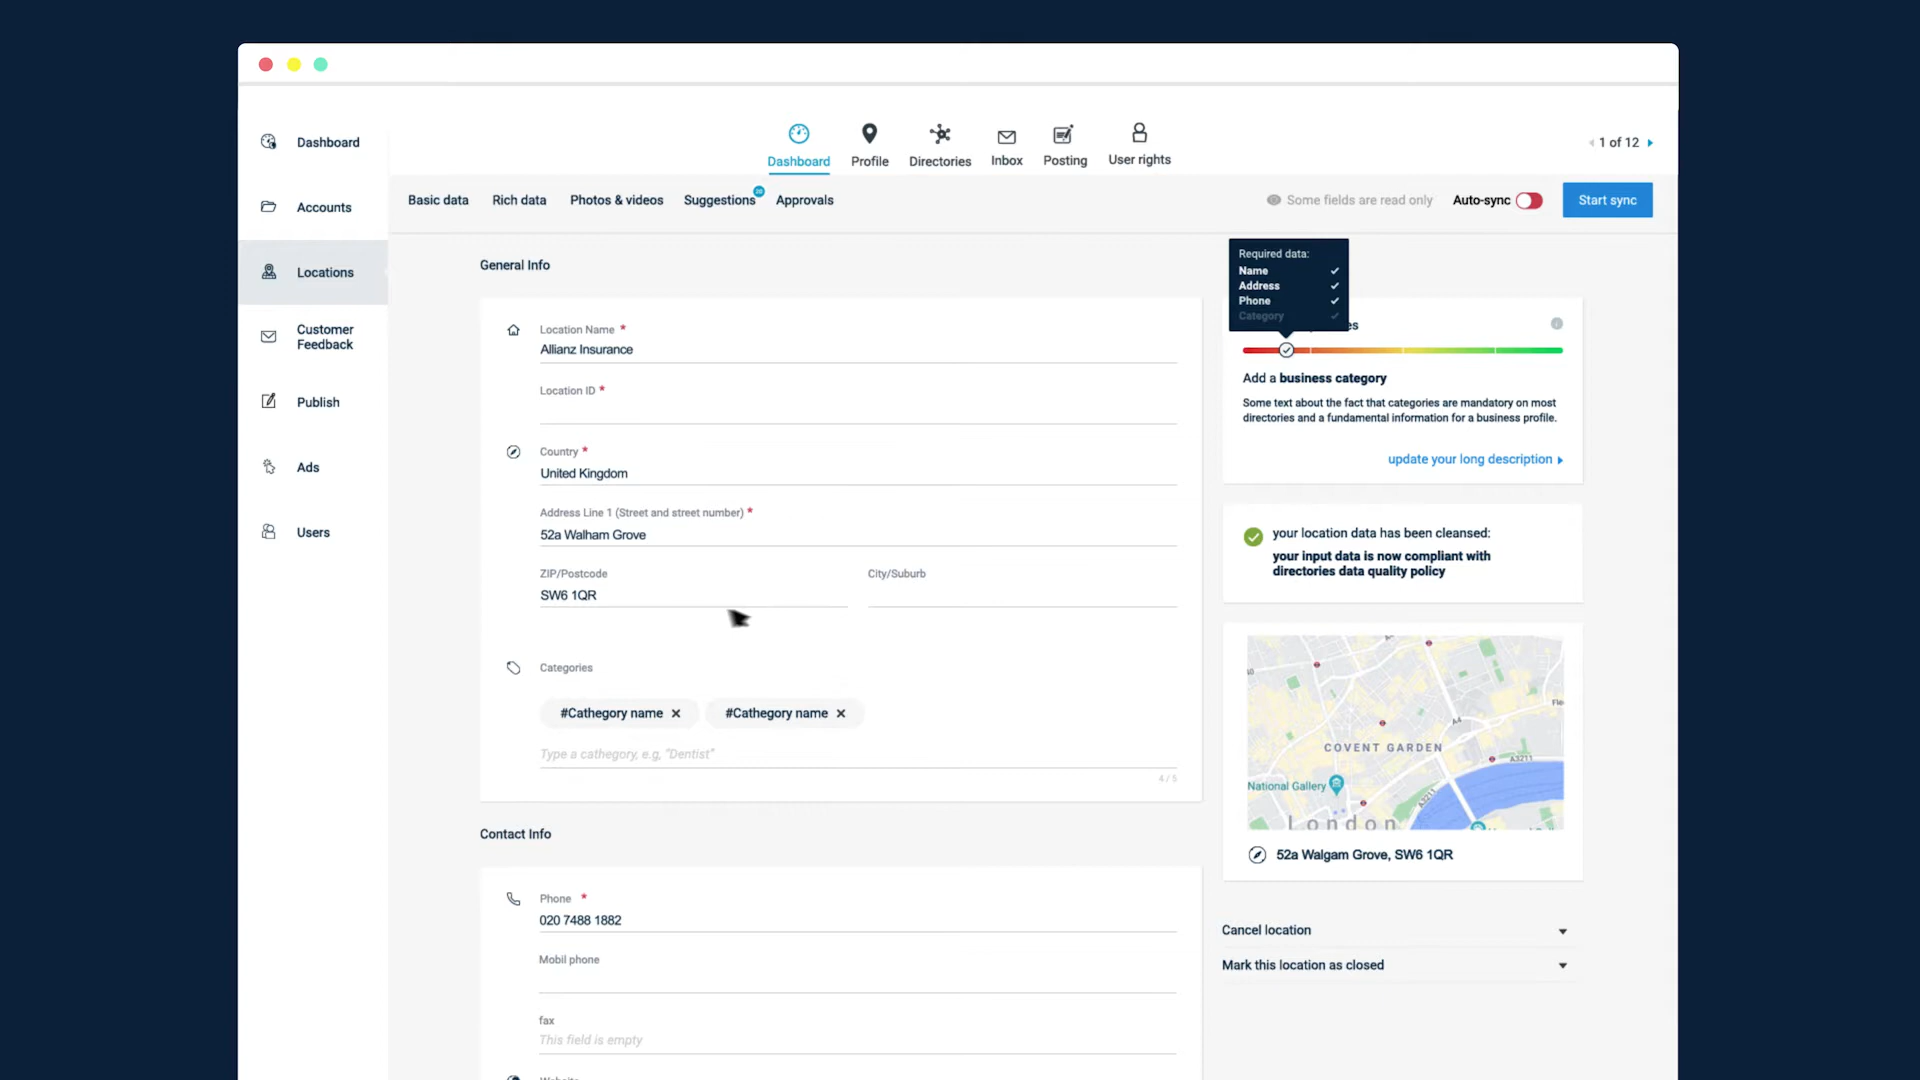 Dashboard
Accounts
Locations
Customer
Feedback
Publish
Ads
Users
Dashboard
Profile
Directories
Inbox
Posting
User rights
1 of 12
Basic data
Rich data
Photos & videos
Suggestions
Approvals
Some fields are read only
Auto-sync
Start sync
General Info
Location Name *
Allianz Insurance
Location ID *
Country *
United Kingdom
Address Line 1 (Street and street number) *
52a Walham Grove
ZIP/Postcode
SW6 1QR
City/Suburb
Categories
#Cathegory name
#Cathegory name
Type a cathegory, e.g, "Dentist"
4 / 5
Contact Info
Phone *
020 7488 1882
Mobil phone
fax
This field is empty
Required data:
Name
Address
Phone
Category
Add a business category
Some text about the fact that categories are mandatory on most
directories and a fundamental information for a business profile.
update your long description
your location data has been cleansed:
your input data is now compliant with
directories data quality policy
A4
COVENT GARDEN
A3211
National Gallery
A3211
London
52a Walgam Grove, SW6 1QR
Cancel location
Mark this location as closed